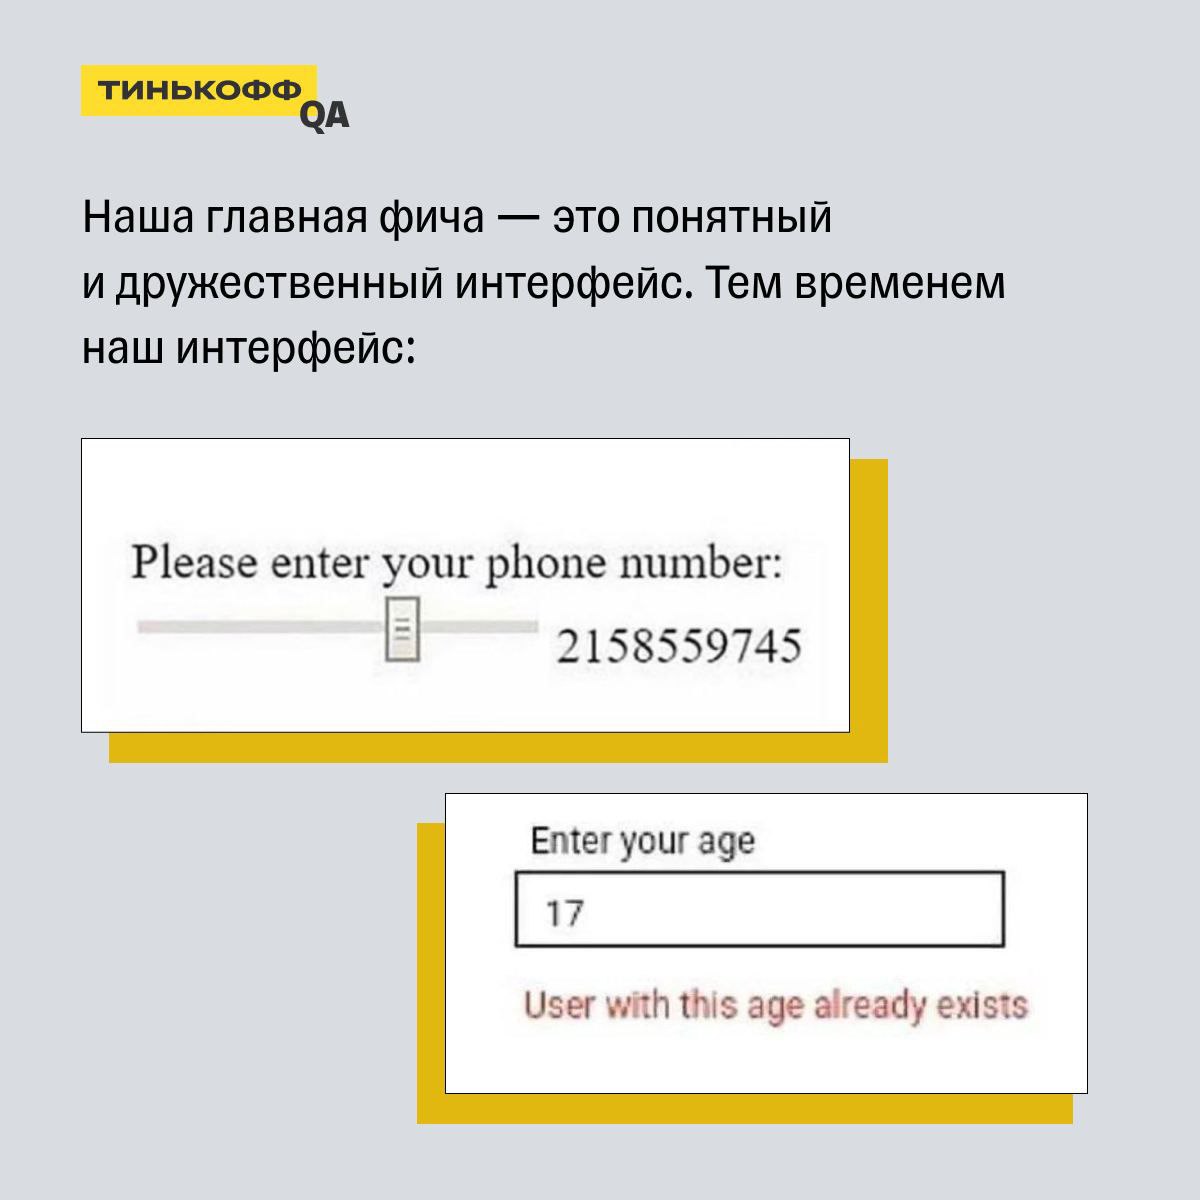 ТИНЬКОФФ
QA
Наша главная фича — это понятный
и дружественный интерфейс. Тем временем
наш интерфейс:
Please enter your phone number:
2158559745
Enter your age
17
User with this age already exists